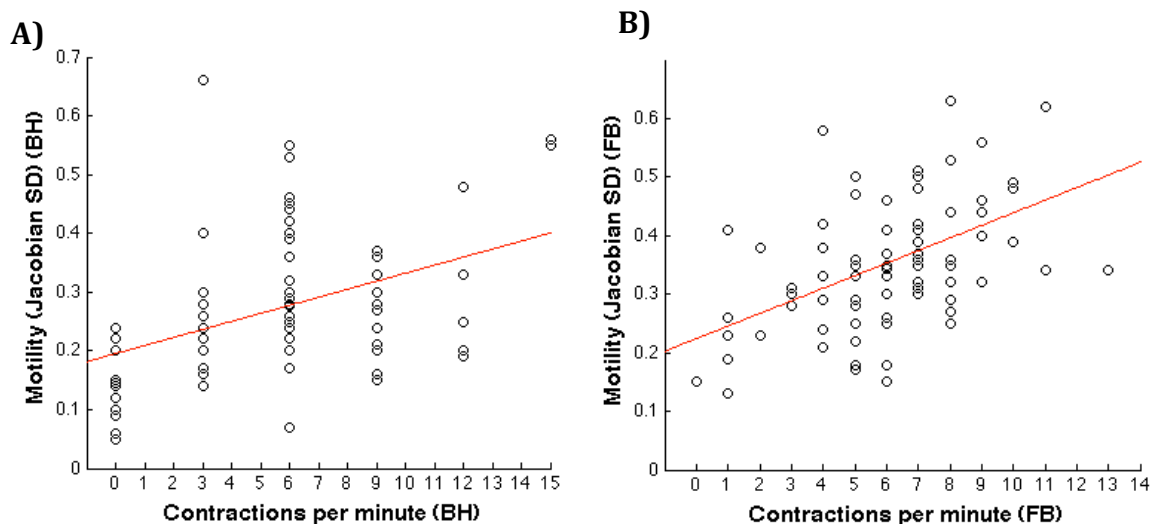 A)
Motility (Jacobian SD) (BH)
0.7
0.6
0.5
0.4
0.3
0.2
0.1
0
0 1 2 3 4 5 6 7 8 9 10 11 12 13 14 15
Contractions per minute (BH)
B)
Motility (Jacobian SD) (FB)
0.6
0.5
0.4
0.3
0.2
0.1
0
0 1 2 3 4 5 6 7 8 9 10 11 12 13 14
Contractions per minute (FB)